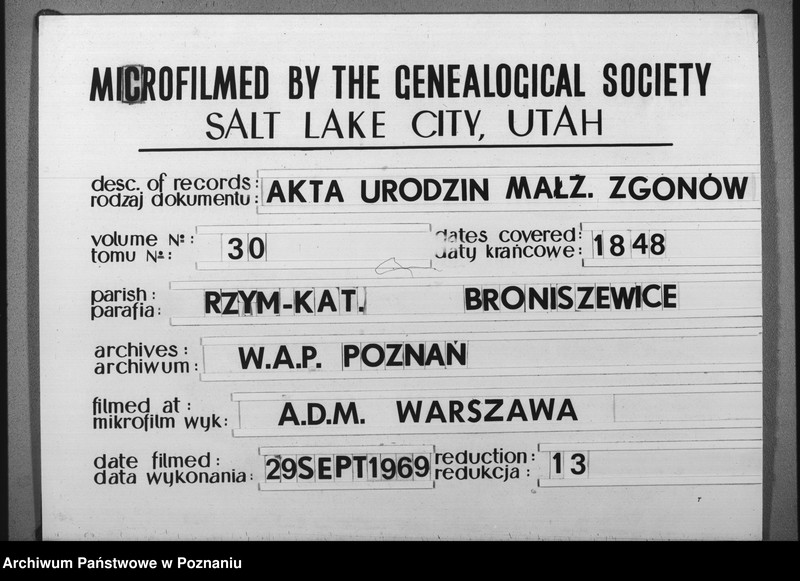 MICROFILMED BY THE GENEALOGICAL SOCIETY
SALT LAKE CITY, UTAH
desc. of records: AKTA URODZIN MAŁŻ. ZGONÓW
rodzaj dokumentu:
volume №: 30 dates covered: 1848
tomu №: daty krańcowe:
parish: RZYM-KAT. BRONISZEWICE
parafia:
archives: W.A.P. POZNAŃ
archiwum:
filmed at: A.D.M. WARSZAWA
mikrofilm wyk:
date filmed: 29SEPT1969 reduction: 13
data wykonania: redukcja:
Archiwum Państwowe w Poznaniu